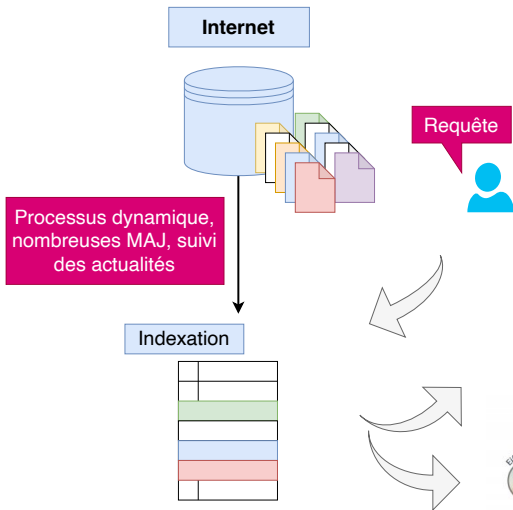 Internet
Requête
Processus dynamique,
nombreuses MAJ, suivi
des actualités
Indexation